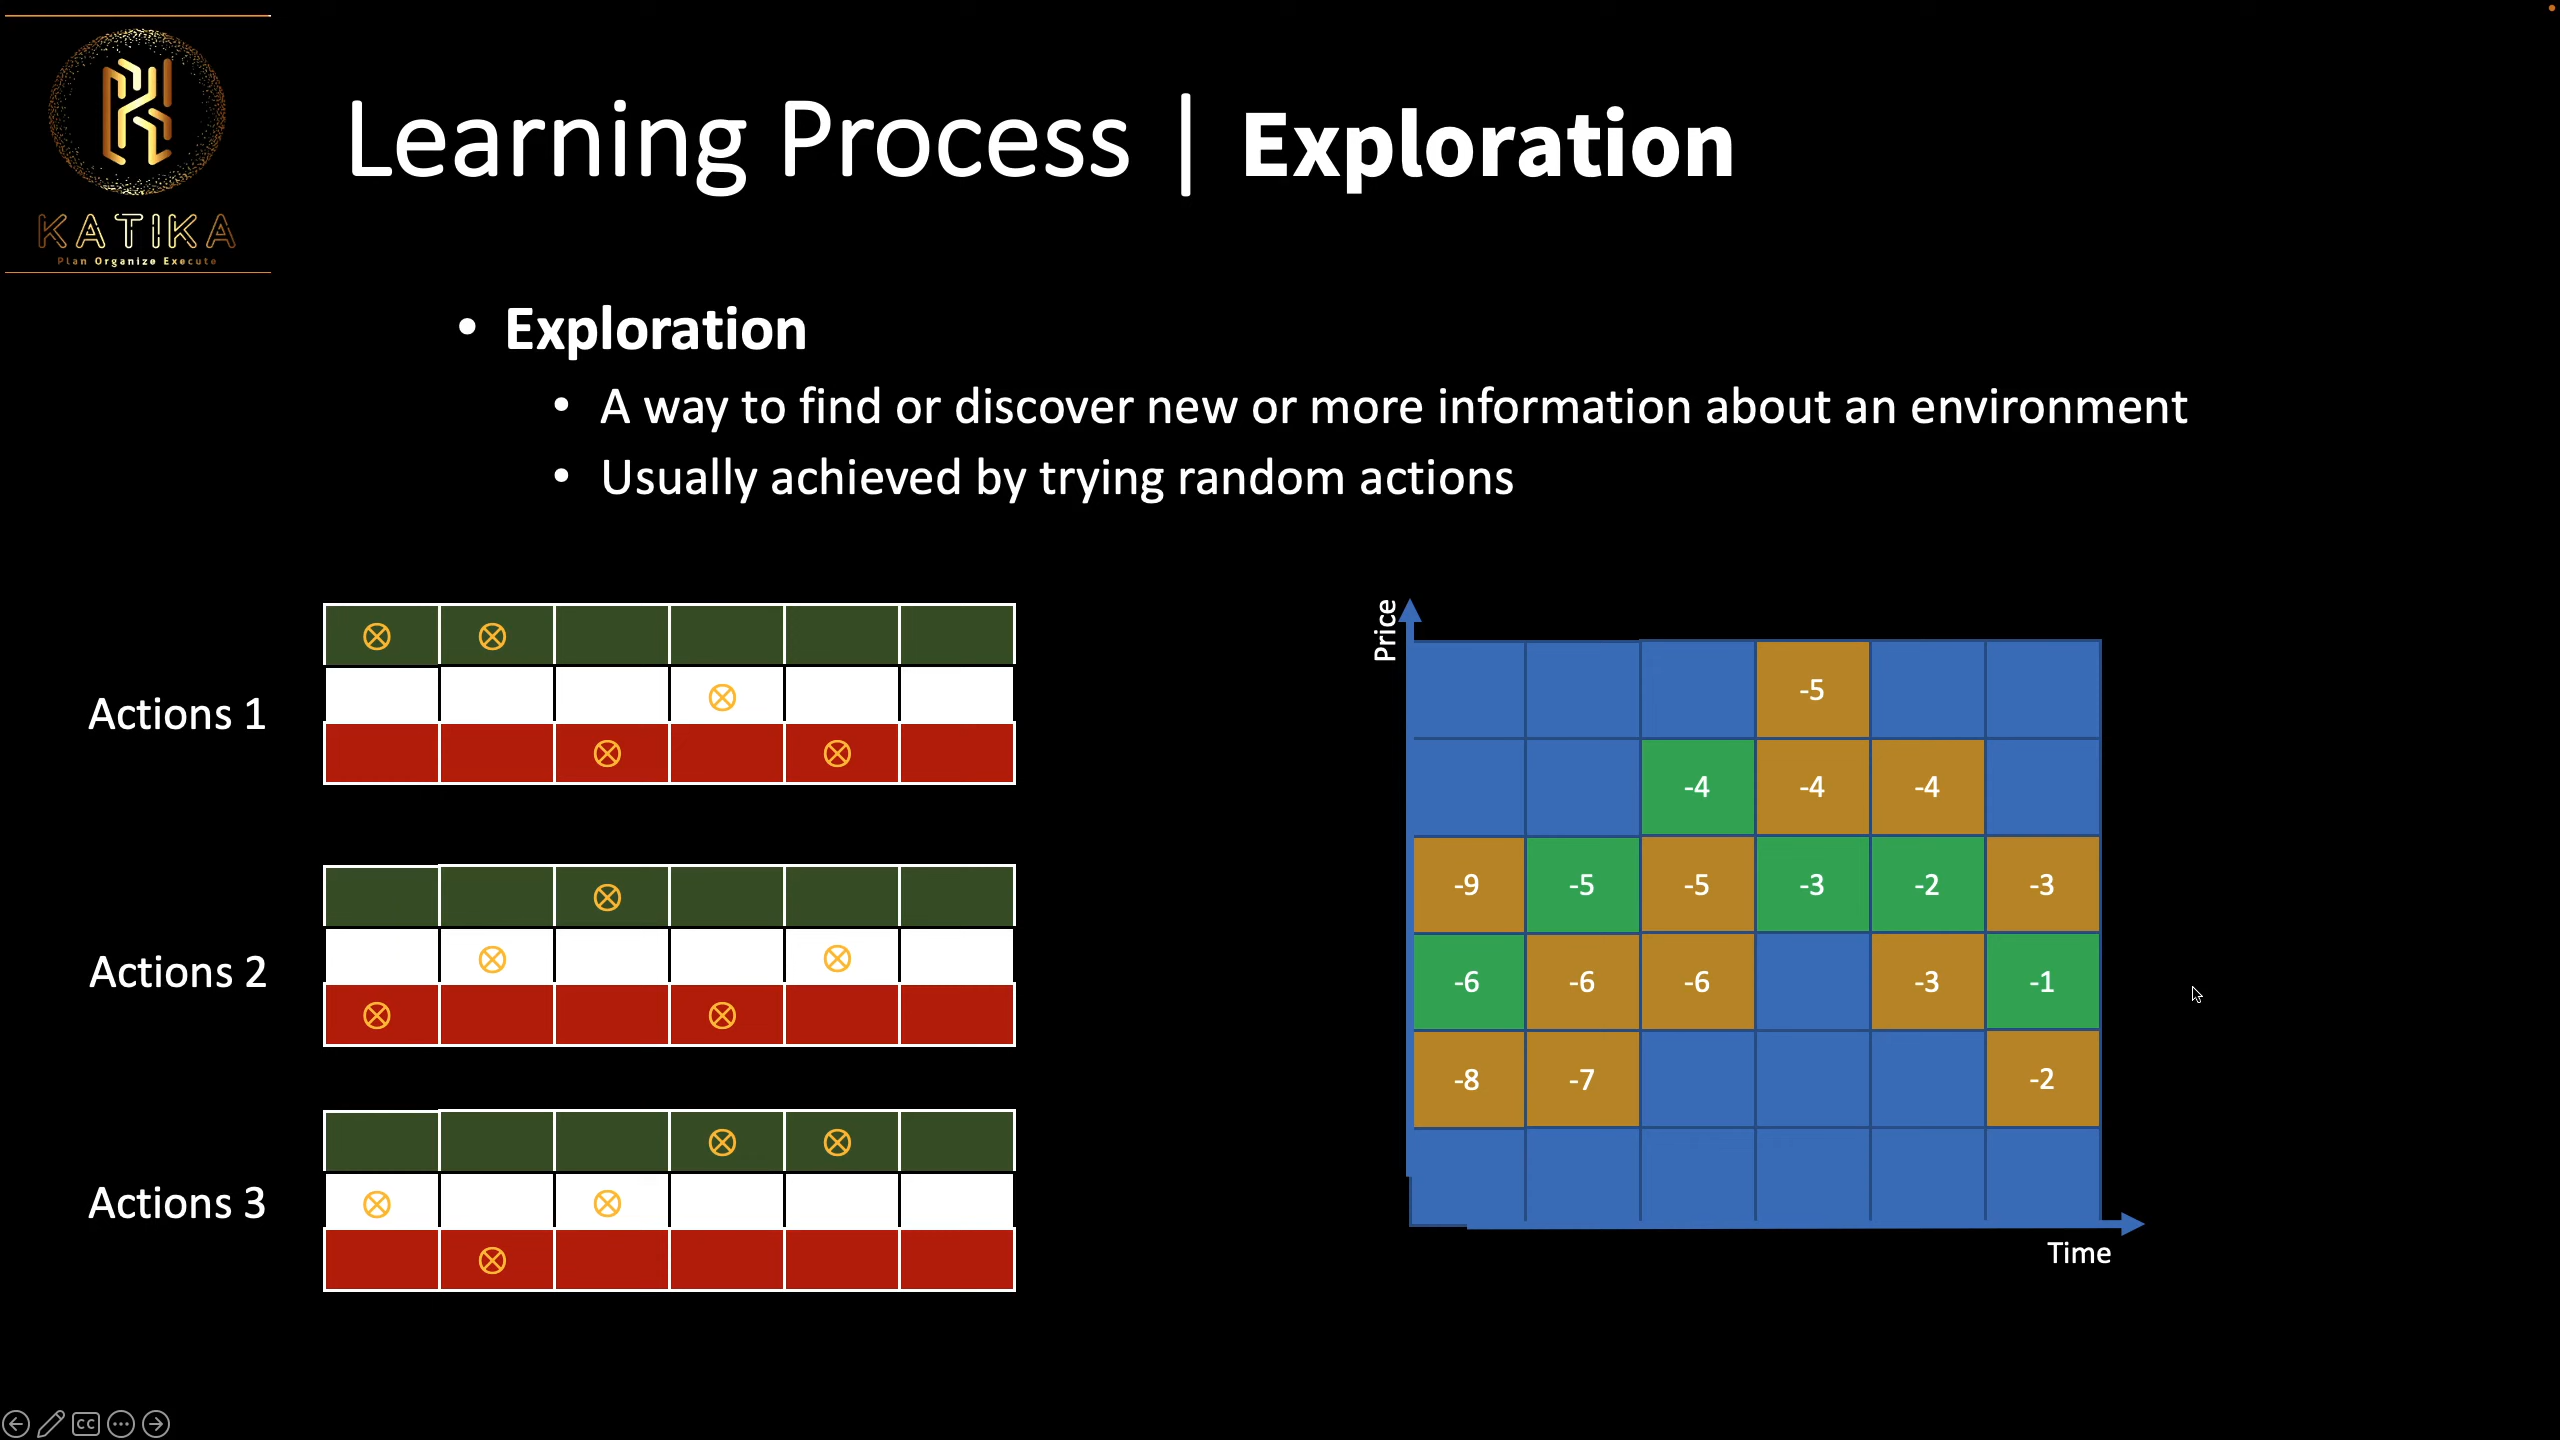 KATIKA
Plan Organize Execute
Learning Process | Exploration
• Exploration
• A way to find or discover new or more information about an environment
• Usually achieved by trying random actions
Actions 1
Actions 2
Actions 3
Price
-5
-4 -4 -4
-9 -5 -5 -3 -2 -3
-6 -6 -6 -3 -1
-8 -7 -2
Time
CC